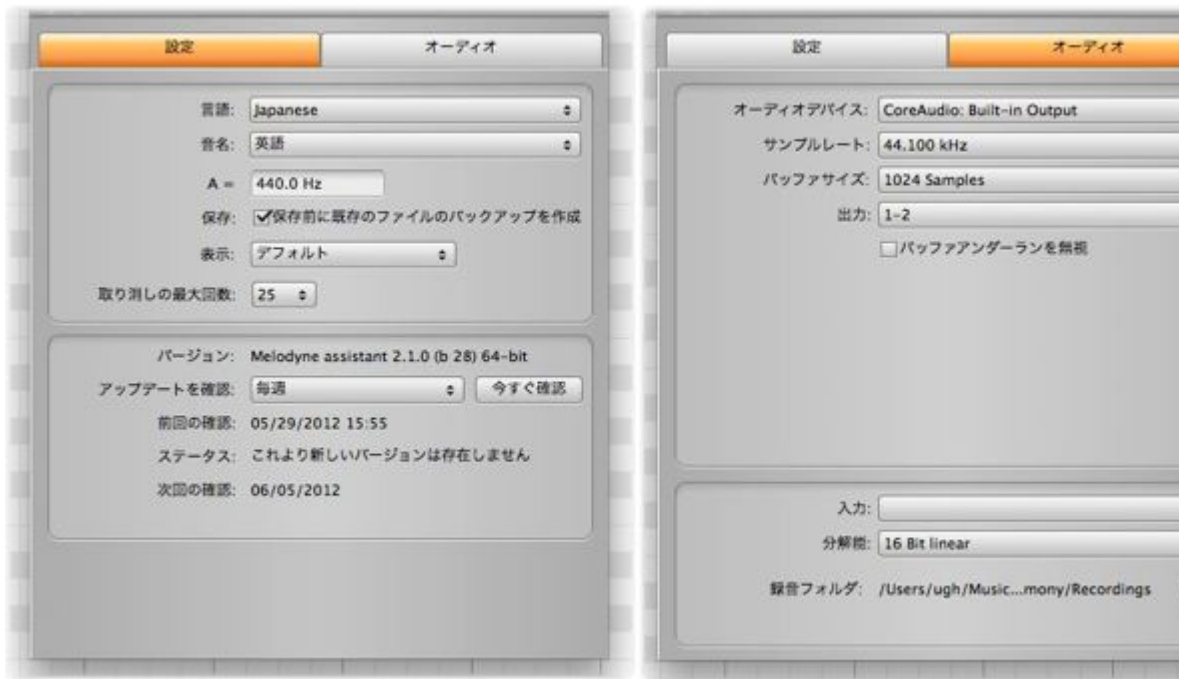 設定 オーディオ
言語: Japanese
音名: 英語
A = 440.0 Hz
保存: 保存前に既存のファイルのバックアップを作成
表示: デフォルト
取り消しの最大回数: 25
バージョン: Melodyne assistant 2.1.0 (b 28) 64-bit
アップデートを確認: 毎週 今すぐ確認
前回の確認: 05/29/2012 15:55
ステータス: これより新しいバージョンは存在しません
次回の確認: 06/05/2012
設定 オーディオ
オーディオデバイス: CoreAudio: Built-in Output
サンプルレート: 44.100 kHz
バッファサイズ: 1024 Samples
出力: 1-2
バッファアンダーランを無視
入力:
分解能: 16 Bit linear
録音フォルダ: /Users/ugh/Music...mony/Recordings